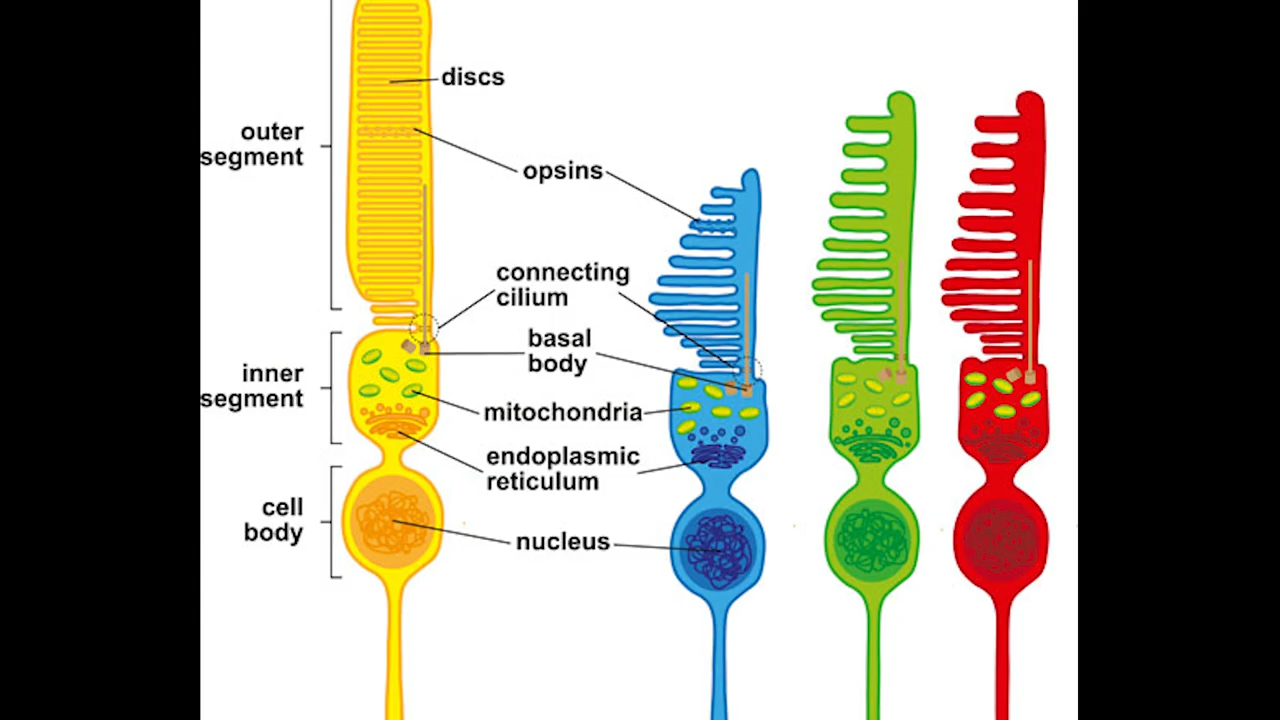 discs
outer
segment
opsins
connecting
cilium
basal
body
inner
segment
mitochondria
endoplasmic
reticulum
cell
body
nucleus